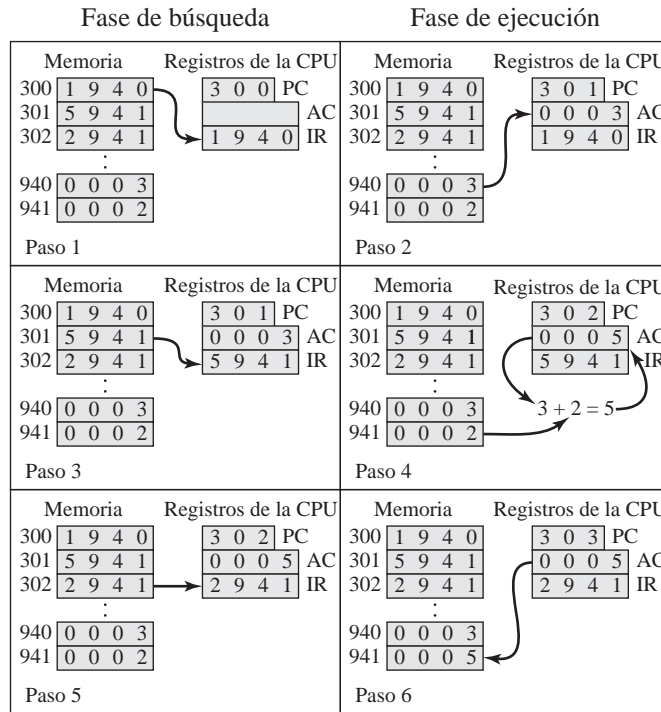 Fase de búsqueda
Fase de ejecución
Memoria
Registros de la CPU
300 1 9 4 0
3 0 0 PC
301 5 9 4 1
AC
302 2 9 4 1
1 9 4 0 IR
:
940 0 0 0 3
941 0 0 0 2
Paso 1
Memoria
Registros de la CPU
300 1 9 4 0
3 0 1 PC
301 5 9 4 1
0 0 0 3 AC
302 2 9 4 1
1 9 4 0 IR
:
940 0 0 0 3
941 0 0 0 2
Paso 2
Memoria
Registros de la CPU
300 1 9 4 0
3 0 1 PC
301 5 9 4 1
0 0 0 3 AC
302 2 9 4 1
5 9 4 1 IR
:
940 0 0 0 3
941 0 0 0 2
Paso 3
Memoria
Registros de la CPU
300 1 9 4 0
3 0 2 PC
301 5 9 4 1
0 0 0 5 AC
302 2 9 4 1
5 9 4 1 IR
:
940 0 0 0 3
3 + 2 = 5
941 0 0 0 2
Paso 4
Memoria
Registros de la CPU
300 1 9 4 0
3 0 2 PC
301 5 9 4 1
0 0 0 5 AC
302 2 9 4 1
2 9 4 1 IR
:
940 0 0 0 3
941 0 0 0 2
Paso 5
Memoria
Registros de la CPU
300 1 9 4 0
3 0 3 PC
301 5 9 4 1
0 0 0 5 AC
302 2 9 4 1
2 9 4 1 IR
:
940 0 0 0 3
941 0 0 0 5
Paso 6